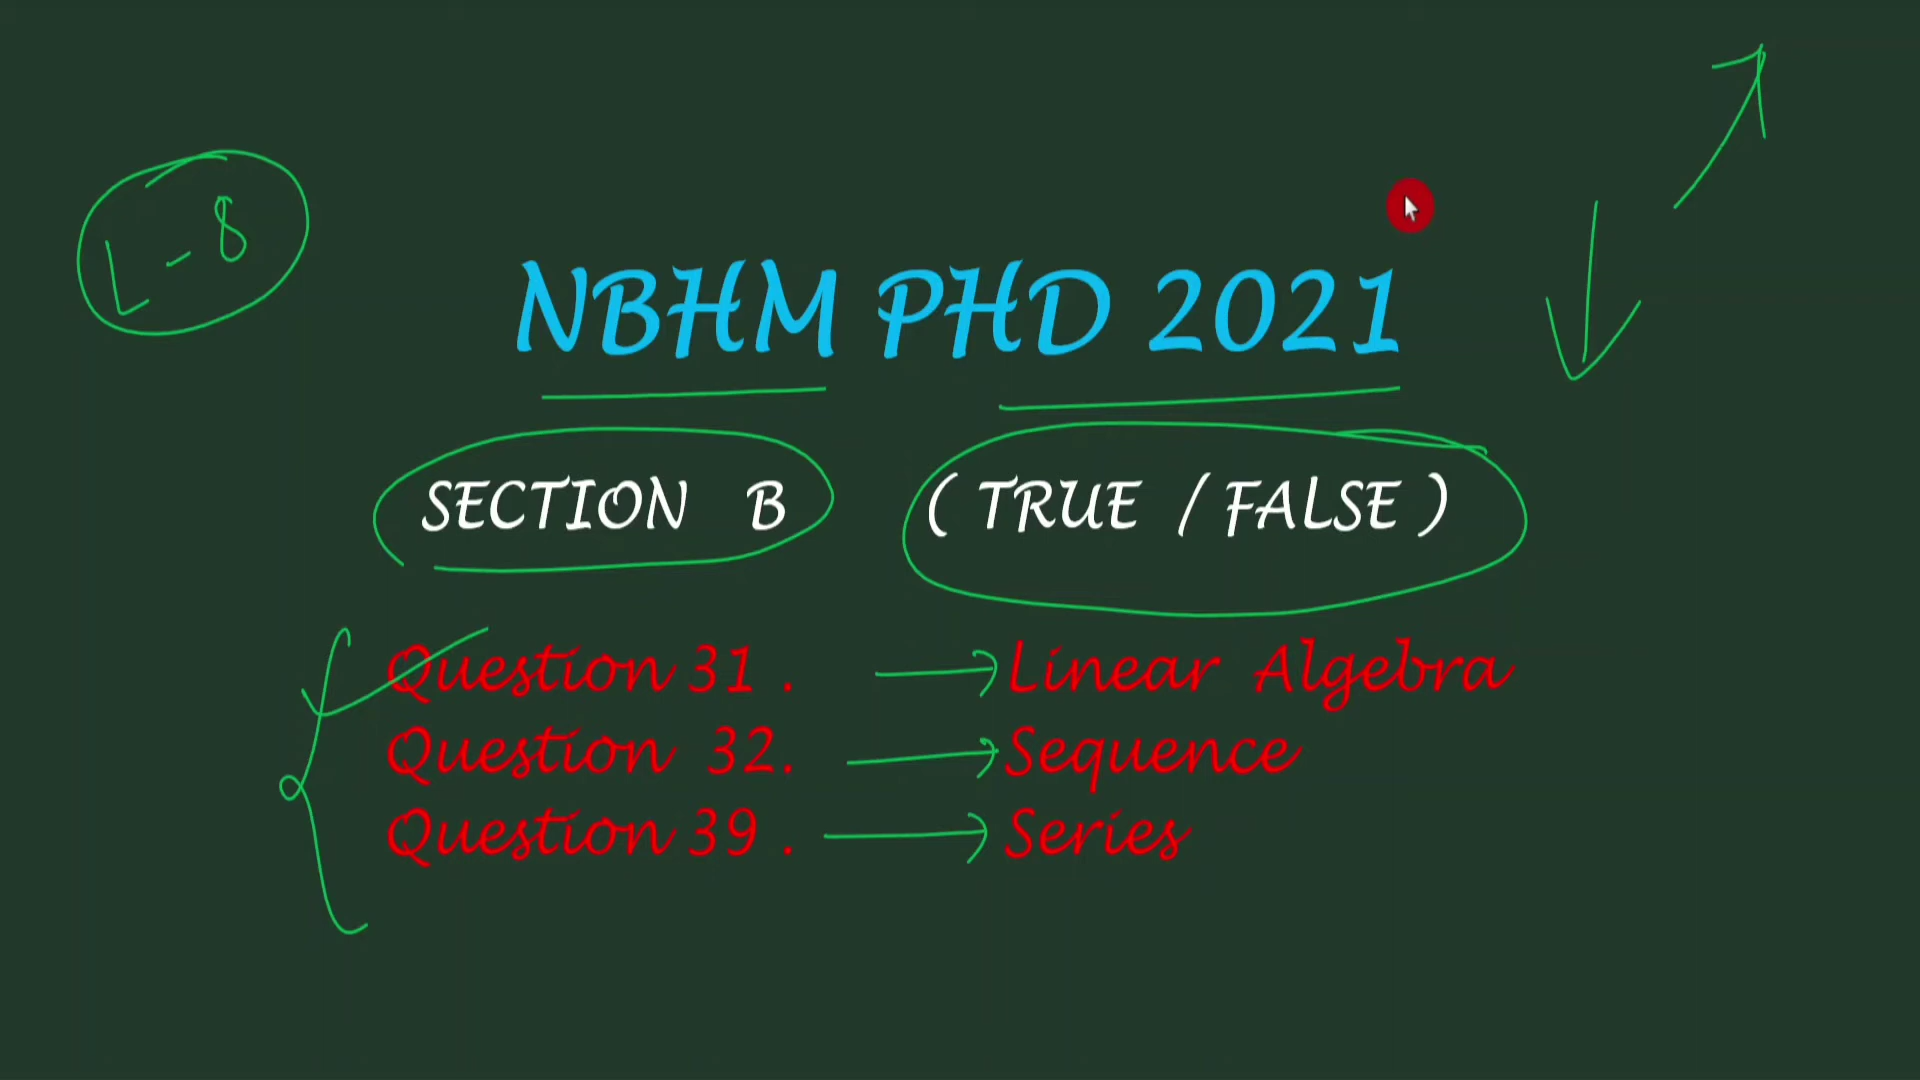 L-8
NBHM PHD 2021
SECTION B (TRUE / FALSE)
Question 31. → Linear Algebra
Question 32. → Sequence
Question 39. → Series